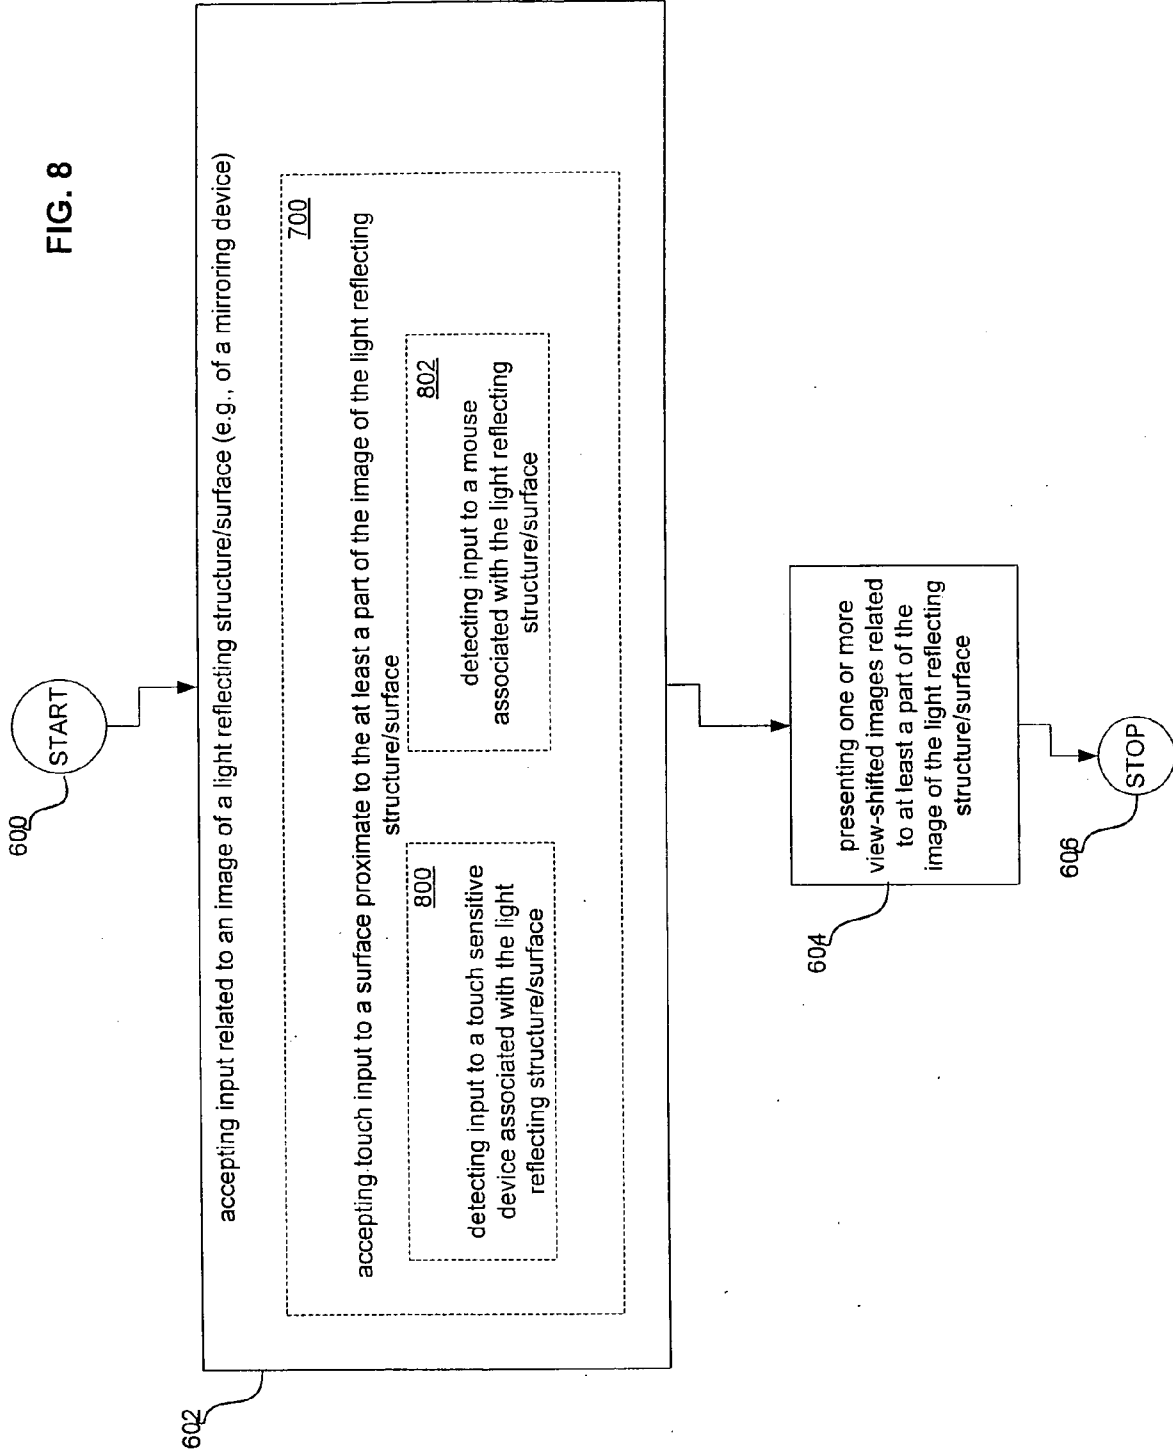 FIG. 8
600
START
602
accepting input related to an image of a light reflecting structure/surface (e.g., of a mirroring device)
700
accepting touch input to a surface proximate to the at least a part of the image of the light reflecting
structure/surface
800
detecting input to a touch sensitive
device associated with the light
reflecting structure/surface
802
detecting input to a mouse
associated with the light reflecting
structure/surface
604
presenting one or more
view-shifted images related
to at least a part of the
image of the light reflecting
structure/surface
606
STOP